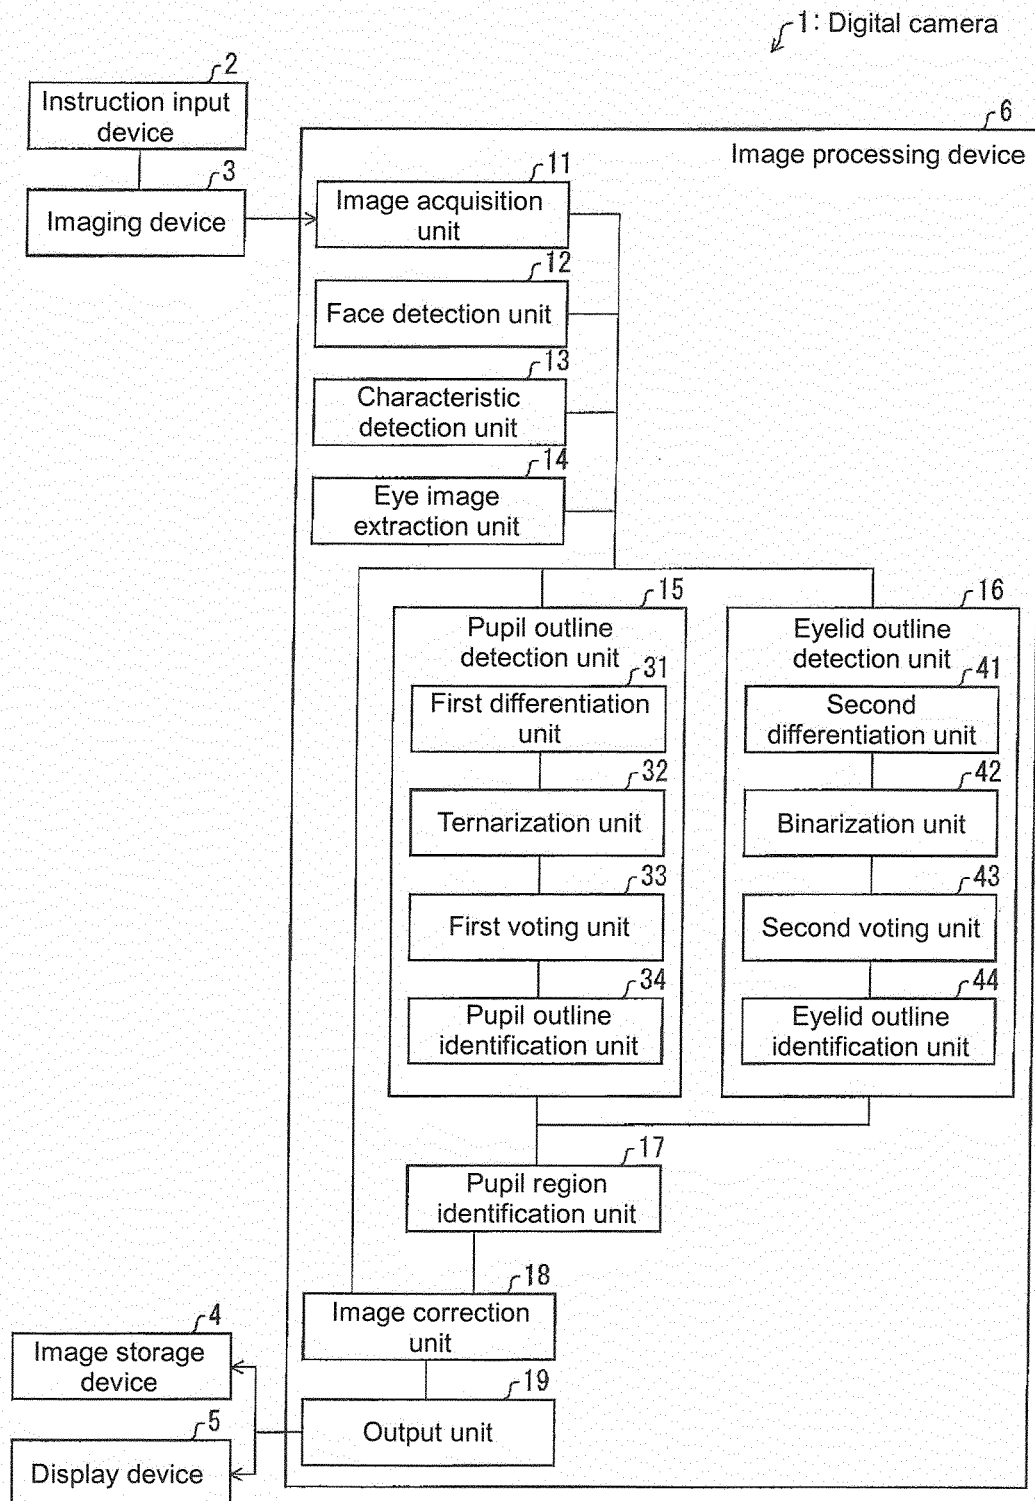 1: Digital camera
2
Instruction input
device
3
Imaging device
6
Image processing device
11
Image acquisition
unit
12
Face detection unit
13
Characteristic
detection unit
14
Eye image
extraction unit
15
Pupil outline
detection unit
31
First differentiation
unit
32
Ternarization unit
33
First voting unit
34
Pupil outline
identification unit
16
Eyelid outline
detection unit
41
Second
differentiation unit
42
Binarization unit
43
Second voting unit
44
Eyelid outline
identification unit
17
Pupil region
identification unit
18
Image correction
unit
19
Output unit
4
Image storage
device
5
Display device